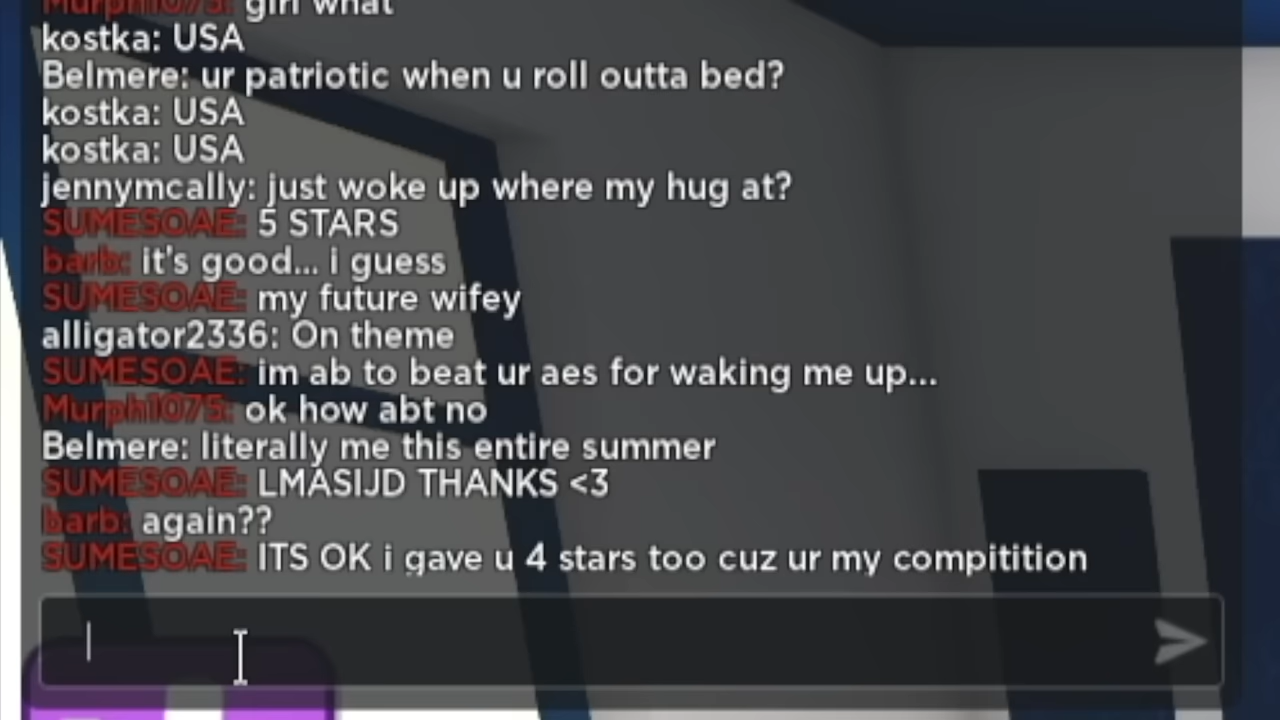 Murph1075: girl what
kostka: USA
Belmere: ur patriotic when u roll outta bed?
kostka: USA
kostka: USA
jennymcally: just woke up where my hug at?
SUMESOAE: 5 STARS
barb: it's good... i guess
SUMESOAE: my future wifey
alligator2336: On theme
SUMESOAE: im ab to beat ur aes for waking me up...
Murph1075: ok how abt no
Belmere: literally me this entire summer
SUMESOAE: LMASIJD THANKS <3
barb: again??
SUMESOAE: ITS OK i gave u 4 stars too cuz ur my compitition